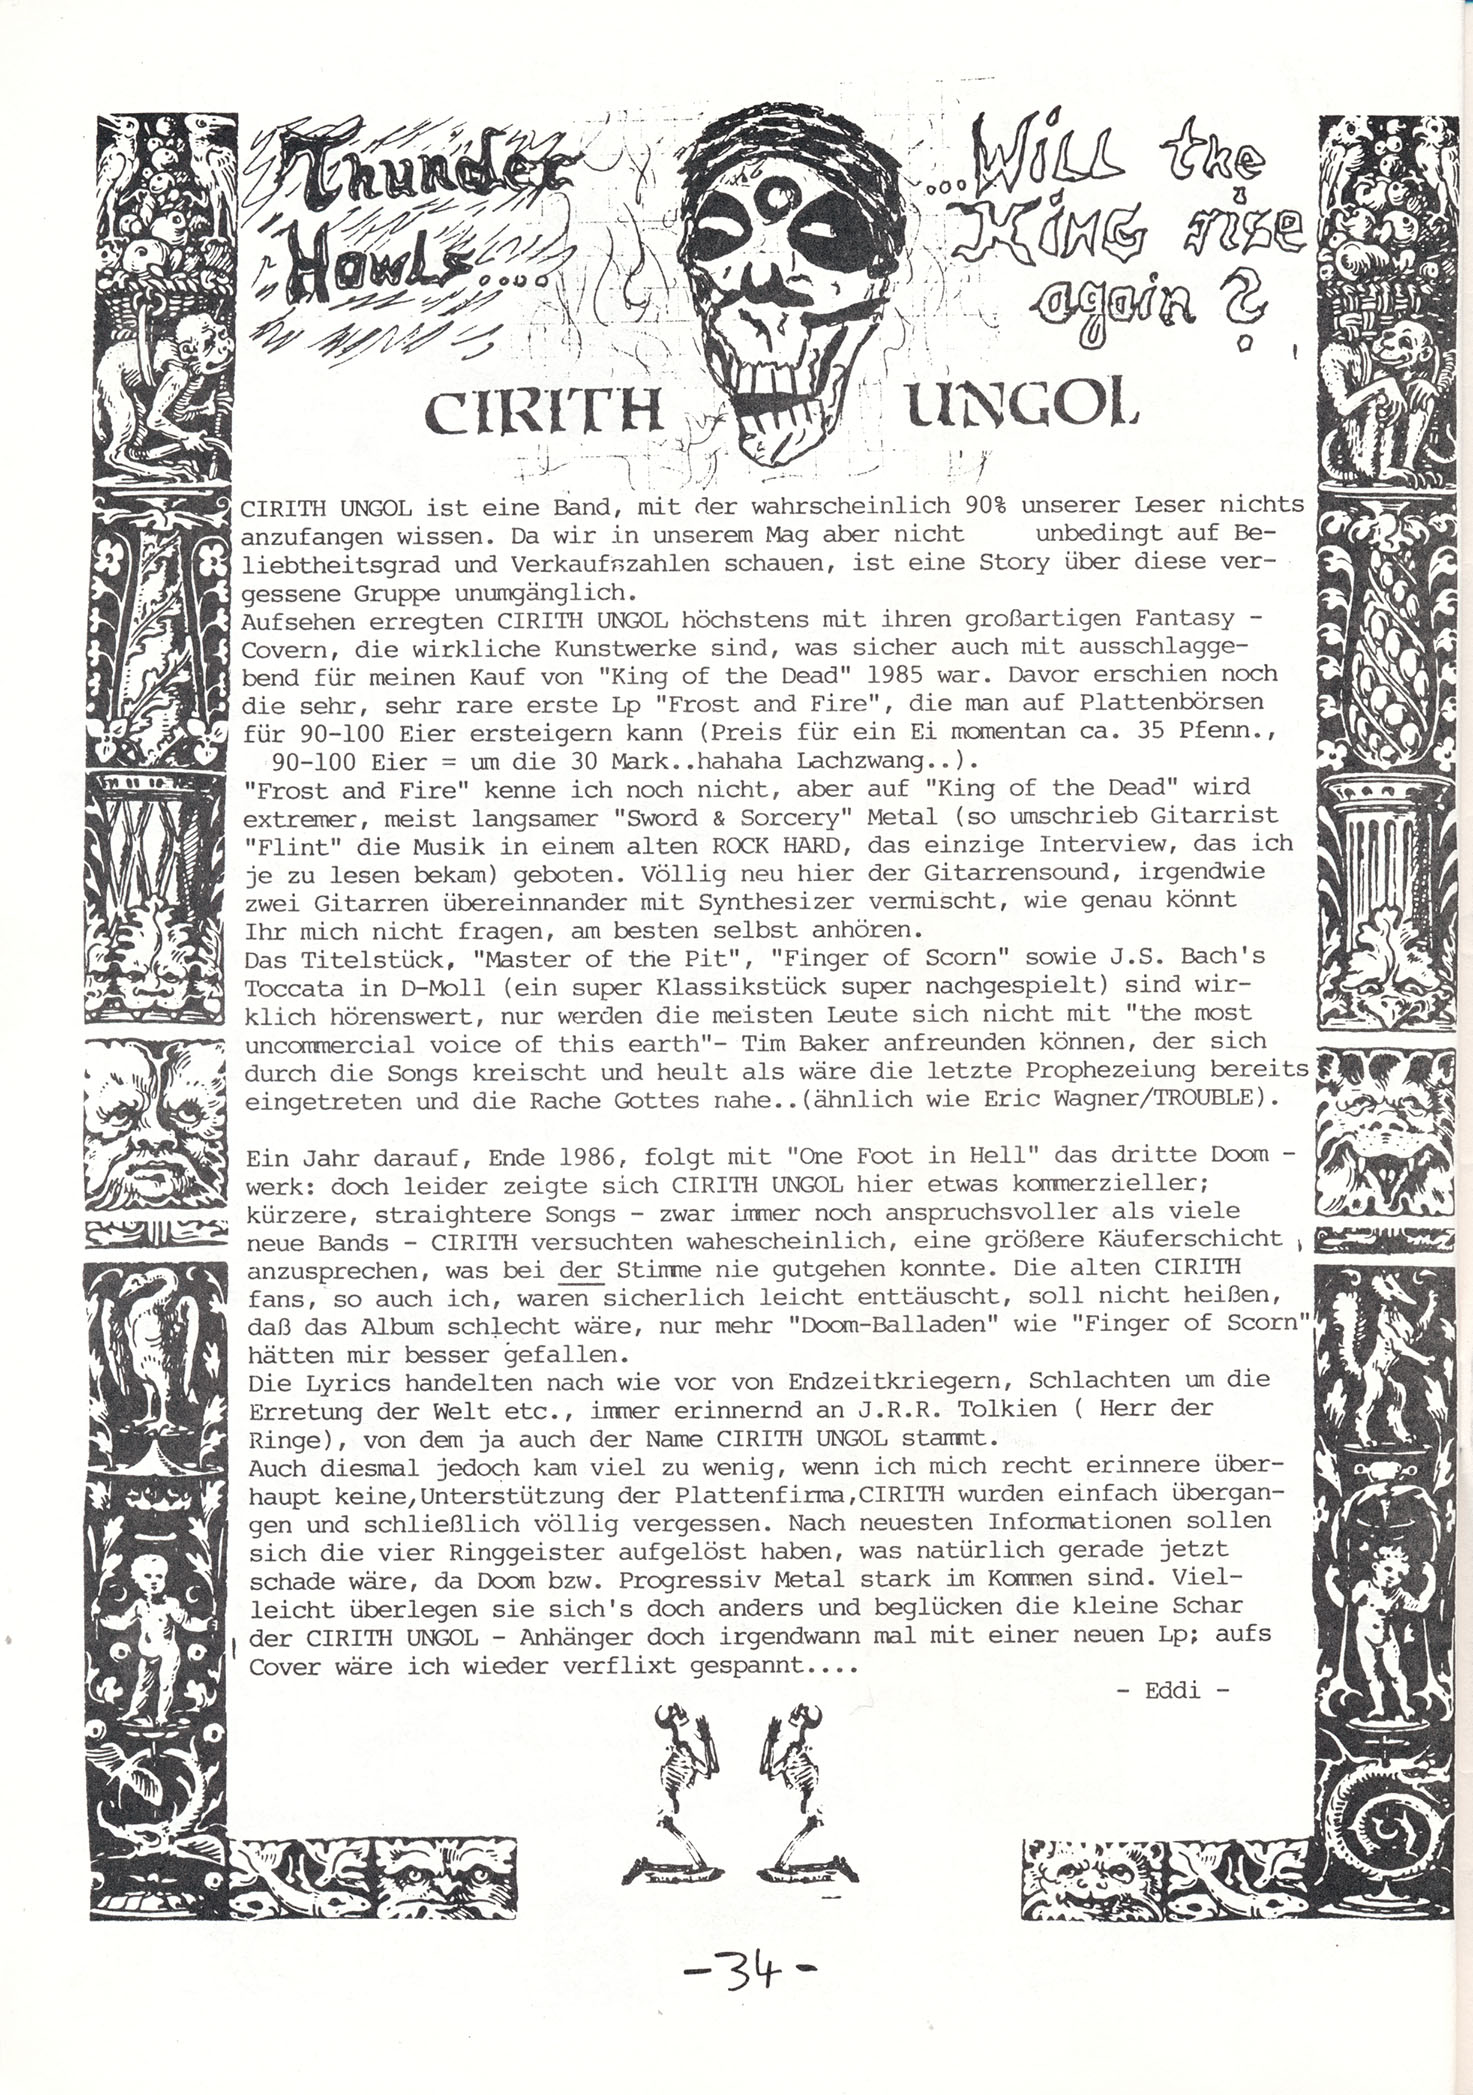 Thunder
Howls....
...Will the
King rise
again?
CIRITH UNGOL
CIRITH UNGOL ist eine Band, mit der wahrscheinlich 90% unserer Leser nichts
anzufangen wissen. Da wir in unserem Mag aber nicht unbedingt auf Be-
liebtheitsgrad und Verkaufszahlen schauen, ist eine Story über diese ver-
gessene Gruppe unumgänglich.
Aufsehen erregten CIRITH UNGOL höchstens mit ihren großartigen Fantasy -
Covern, die wirkliche Kunstwerke sind, was sicher auch mit ausschlagge-
bend für meinen Kauf von "King of the Dead" 1985 war. Davor erschien noch
die sehr, sehr rare erste Lp "Frost and Fire", die man auf Plattenbörsen
für 90-100 Eier ersteigern kann (Preis für ein Ei momentan ca. 35 Pfenn.,
90-100 Eier = um die 30 Mark..hahaha Lachzwang..).
"Frost and Fire" kenne ich noch nicht, aber auf "King of the Dead" wird
extremer, meist langsamer "Sword & Sorcery" Metal (so umschrieb Gitarrist
"Flint" die Musik in einem alten ROCK HARD, das einzige Interview, das ich
je zu lesen bekam) geboten. Völlig neu hier der Gitarrensound, irgendwie
zwei Gitarren übereinnander mit Synthesizer vermischt, wie genau könnt
Ihr mich nicht fragen, am besten selbst anhören.
Das Titelstück, "Master of the Pit", "Finger of Scorn" sowie J.S. Bach's
Toccata in D-Moll (ein super Klassikstück super nachgespielt) sind wir-
klich hörenswert, nur werden die meisten Leute sich nicht mit "the most
uncommercial voice of this earth"- Tim Baker anfreunden können, der sich
durch die Songs kreischt und heult als wäre die letzte Prophezeiung bereits
eingetreten und die Rache Gottes nahe..(ähnlich wie Eric Wagner/TROUBLE).
Ein Jahr darauf, Ende 1986, folgt mit "One Foot in Hell" das dritte Doom -
werk: doch leider zeigte sich CIRITH UNGOL hier etwas kommerzieller;
kürzere, straightere Songs - zwar immer noch anspruchsvoller als viele
neue Bands - CIRITH versuchten wahescheinlich, eine größere Käuferschicht
anzusprechen, was bei der Stimme nie gutgehen konnte. Die alten CIRITH
fans, so auch ich, waren sicherlich leicht enttäuscht, soll nicht heißen,
daß das Album schlecht wäre, nur mehr "Doom-Balladen" wie "Finger of Scorn"
hätten mir besser gefallen.
Die Lyrics handelten nach wie vor von Endzeitkriegern, Schlachten um die
Erretung der Welt etc., immer erinnernd an J.R.R. Tolkien ( Herr der
Ringe), von dem ja auch der Name CIRITH UNGOL stammt.
Auch diesmal jedoch kam viel zu wenig, wenn ich mich recht erinnere über-
haupt keine,Unterstützung der Plattenfirma,CIRITH wurden einfach übergan-
gen und schließlich völlig vergessen. Nach neuesten Informationen sollen
sich die vier Ringgeister aufgelöst haben, was natürlich gerade jetzt
schade wäre, da Doom bzw. Progressiv Metal stark im Kommen sind. Viel-
leicht überlegen sie sich's doch anders und beglücken die kleine Schar
der CIRITH UNGOL - Anhänger doch irgendwann mal mit einer neuen Lp; aufs
Cover wäre ich wieder verflixt gespannt....
- Eddi -
-34-